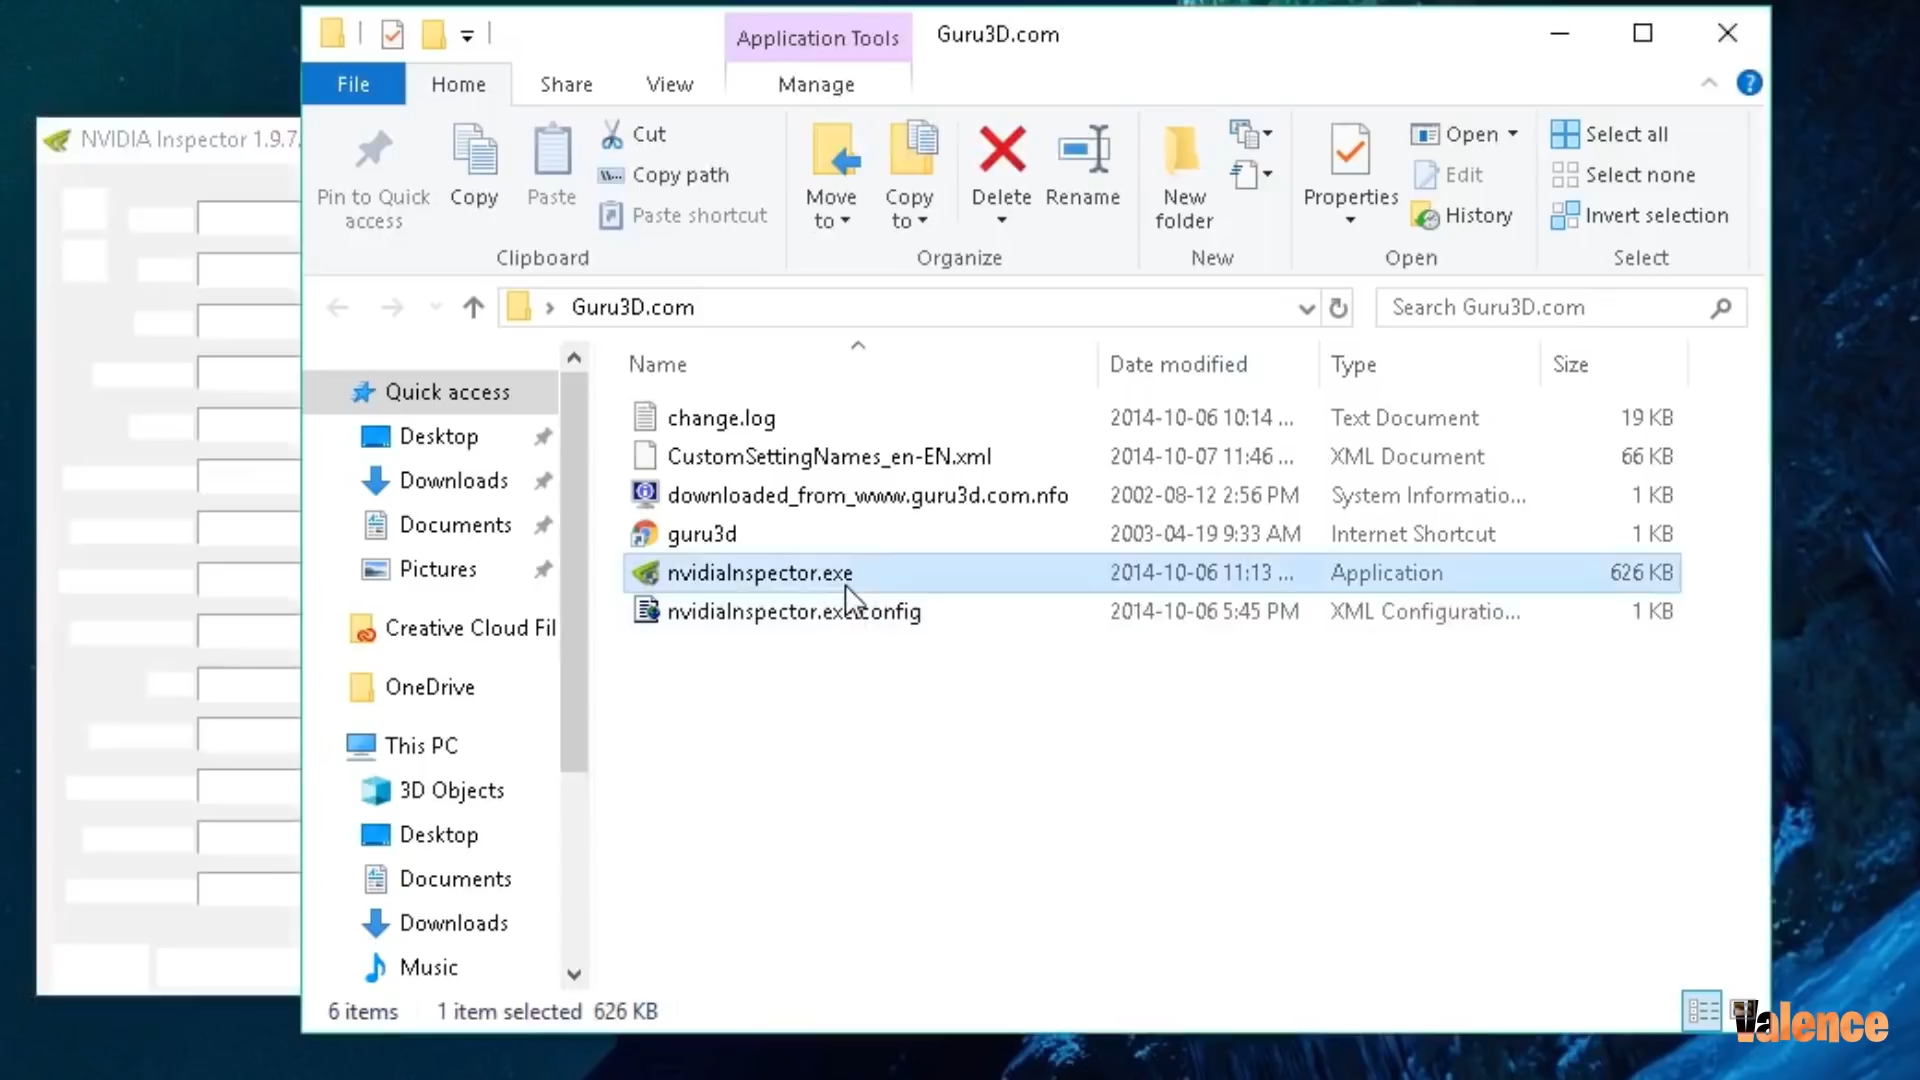 Application Tools
Guru3D.com
File
Home
Share
View
Manage
NVIDIA Inspector 1.9.7.
Pin to Quick access
Copy
Paste
Cut
Copy path
Paste shortcut
Clipboard
Move to
Copy to
Delete
Rename
Organize
New folder
New
Properties
Open
Edit
History
Open
Select all
Select none
Invert selection
Select
Guru3D.com
Search Guru3D.com
Name
Date modified
Type
Size
Quick access
Desktop
Downloads
Documents
Pictures
Creative Cloud Fil
OneDrive
This PC
3D Objects
Desktop
Documents
Downloads
Music
change.log 2014-10-06 10:14 ... Text Document 19 KB
CustomSettingNames_en-EN.xml 2014-10-07 11:46 ... XML Document 66 KB
downloaded_from_www.guru3d.com.nfo 2002-08-12 2:56 PM System Informatio... 1 KB
guru3d 2003-04-19 9:33 AM Internet Shortcut 1 KB
nvidiaInspector.exe 2014-10-06 11:13 ... Application 626 KB
nvidiaInspector.exe.config 2014-10-06 5:45 PM XML Configuratio... 1 KB
6 items 1 item selected 626 KB
Valence